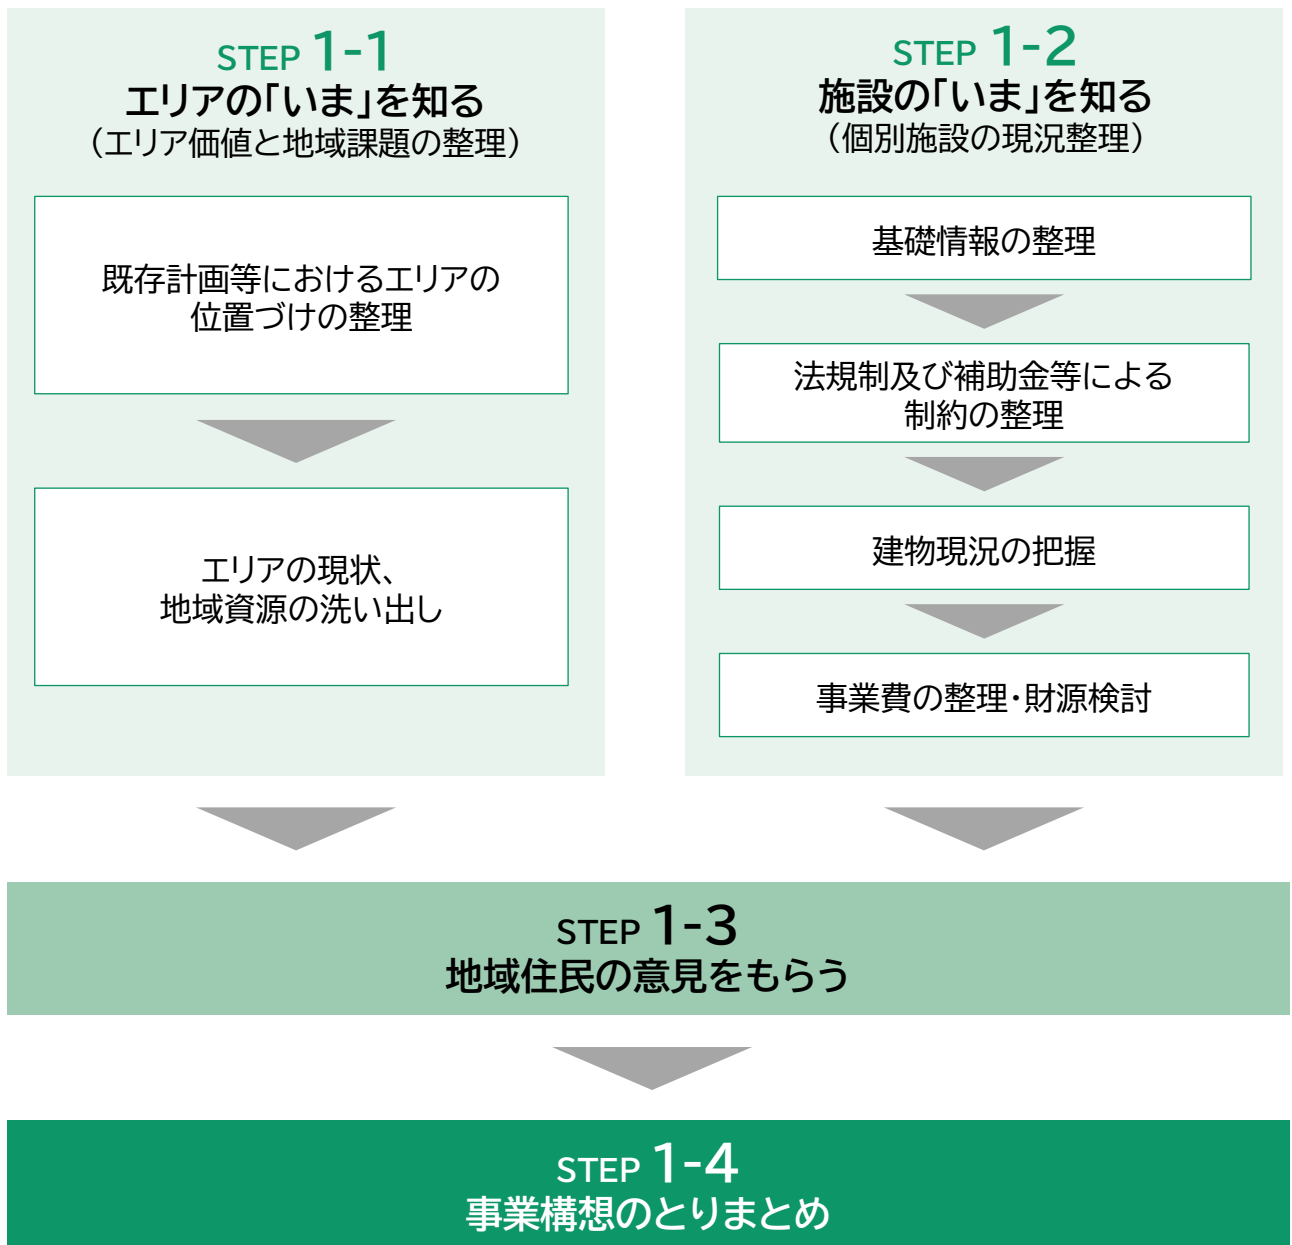 STEP 1-1
エリアの「いま」を知る
（エリア価値と地域課題の整理）
既存計画等におけるエリアの
位置づけの整理
エリアの現状、
地域資源の洗い出し
STEP 1-2
施設の「いま」を知る
（個別施設の現況整理）
基礎情報の整理
法規制及び補助金等による
制約の整理
建物現況の把握
事業費の整理・財源検討
STEP 1-3
地域住民の意見をもらう
STEP 1-4
事業構想のとりまとめ